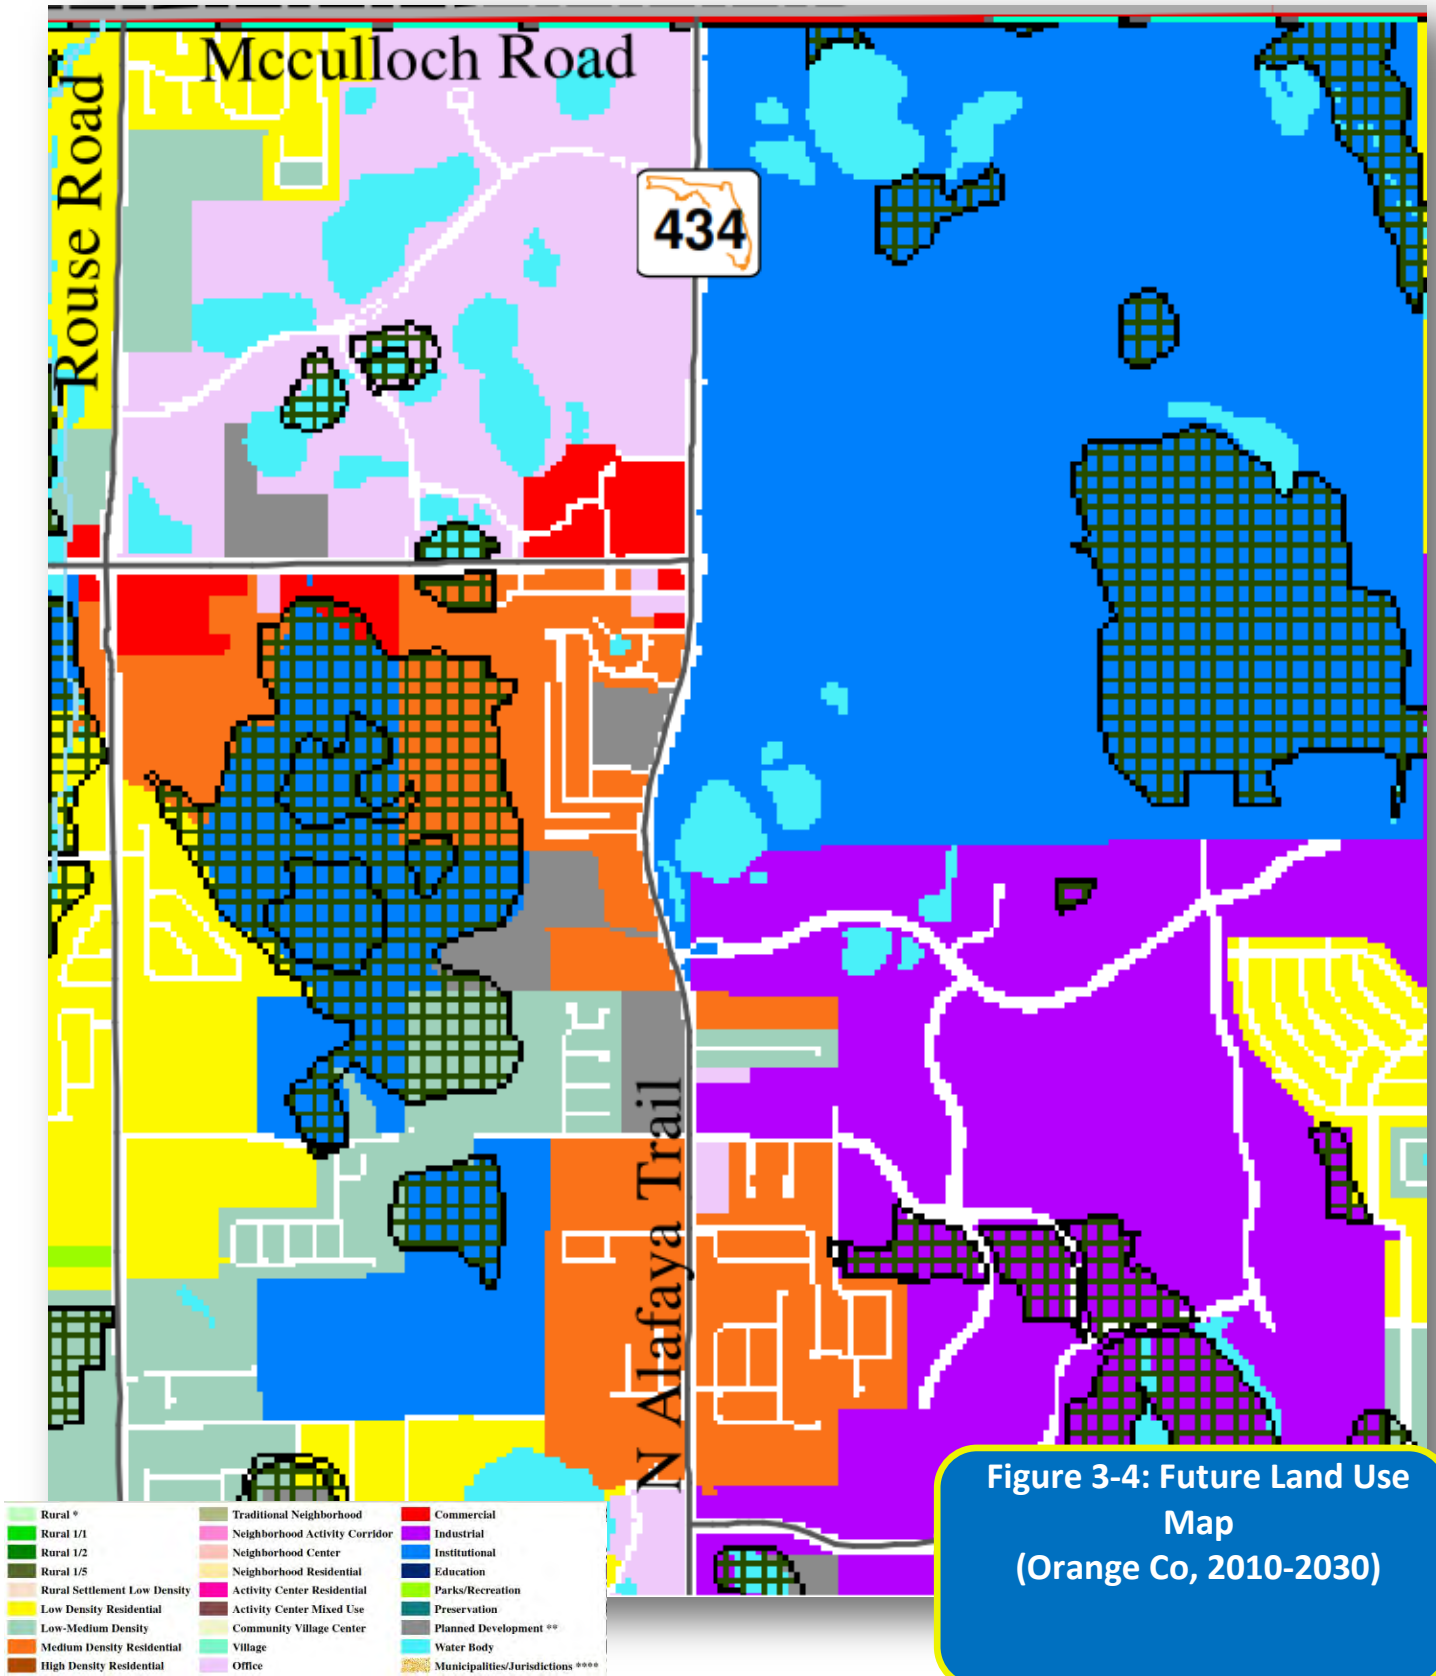 Mcculloch Road
Rouse Road
434
N Alafaya Trail
Figure 3-4: Future Land Use
Map
(Orange Co, 2010-2030)
Rural *
Rural 1/1
Rural 1/2
Rural 1/5
Rural Settlement Low Density
Low Density Residential
Low-Medium Density
Medium Density Residential
High Density Residential
Traditional Neighborhood
Neighborhood Activity Corridor
Neighborhood Center
Neighborhood Residential
Activity Center Residential
Activity Center Mixed Use
Community Village Center
Village
Office
Commercial
Industrial
Institutional
Education
Parks/Recreation
Preservation
Planned Development **
Water Body
Municipalities/Jurisdictions ****